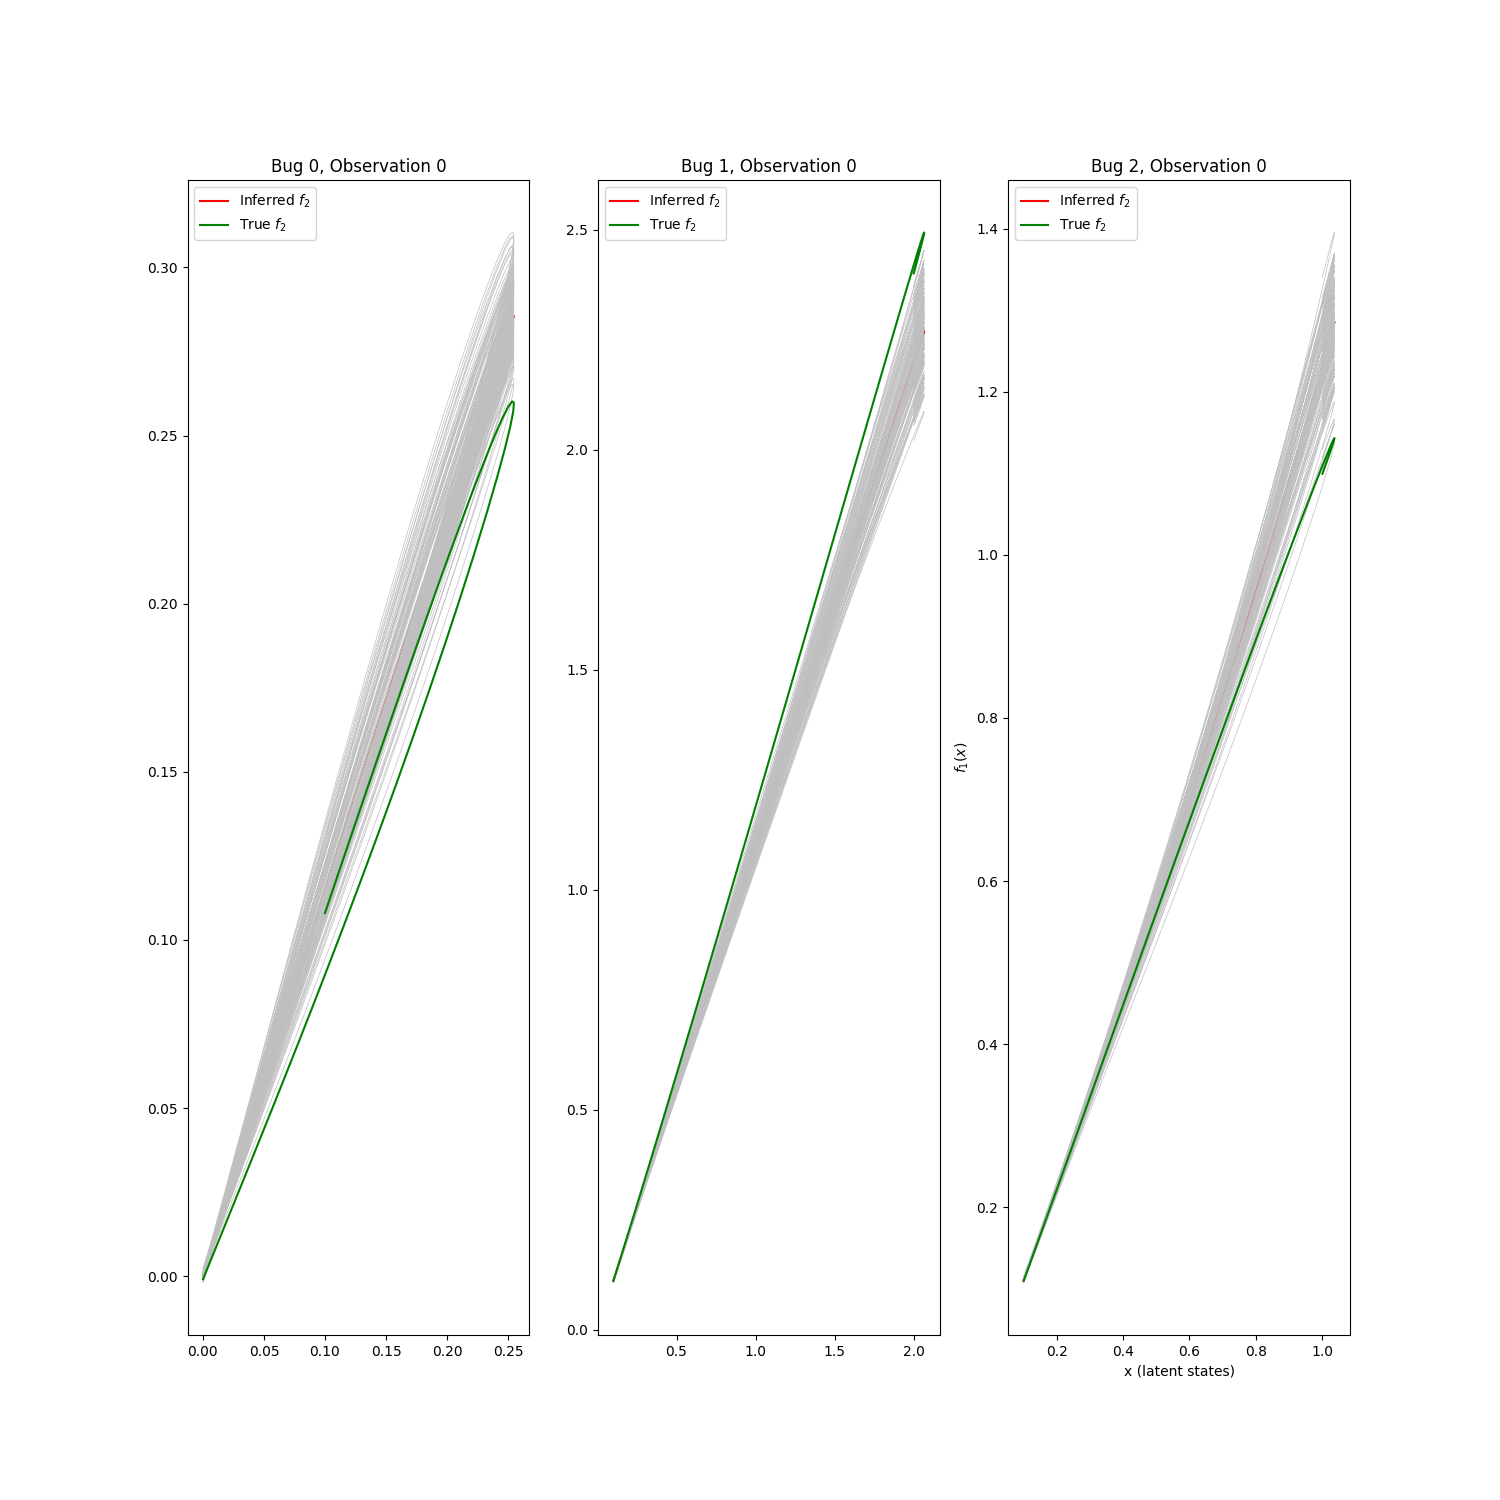 Bug 0, Observation 0
Inferred f₂
True f₂
0.30
0.25
0.20
0.15
0.10
0.05
0.00
0.00 0.05 0.10 0.15 0.20 0.25
Bug 1, Observation 0
Inferred f₂
True f₂
2.5
2.0
1.5
1.0
0.5
0.0
0.5 1.0 1.5 2.0
Bug 2, Observation 0
Inferred f₂
True f₂
f₁(x)
1.4
1.2
1.0
0.8
0.6
0.4
0.2
0.2 0.4 0.6 0.8 1.0
x (latent states)